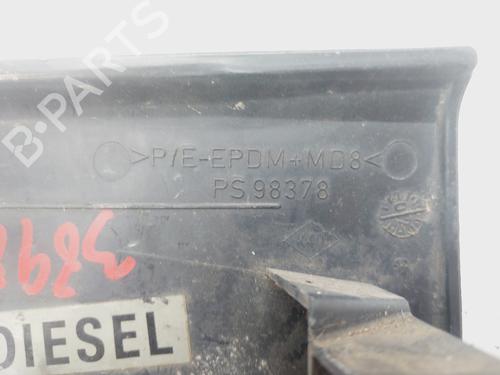 B-PARTS
>P/E-EPDM+MD8<
PS 98378
DIESEL